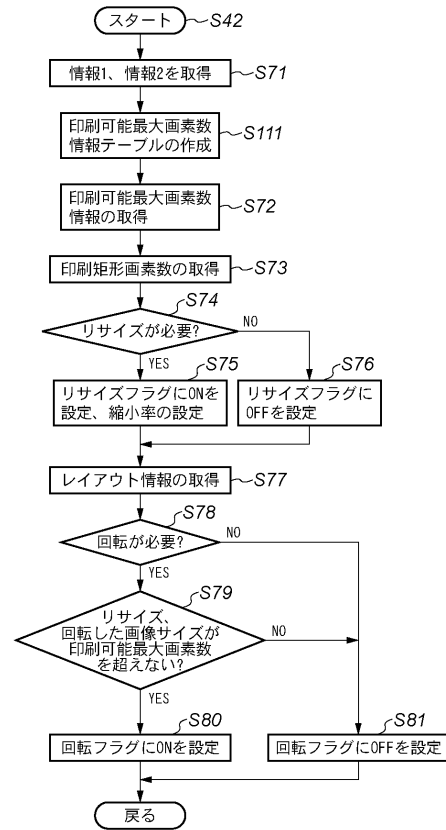 スタート
S42
情報1、情報2を取得
S71
印刷可能最大画素数
情報テーブルの作成
S111
印刷可能最大画素数
情報の取得
S72
印刷矩形画素数の取得
S73
S74
リサイズが必要?
NO
YES
S75
リサイズフラグにONを
設定、縮小率の設定
S76
リサイズフラグに
OFFを設定
レイアウト情報の取得
S77
S78
回転が必要?
NO
YES
S79
リサイズ、
回転した画像サイズが
印刷可能最大画素数
を超えない?
NO
YES
S80
回転フラグにONを設定
S81
回転フラグにOFFを設定
戻る